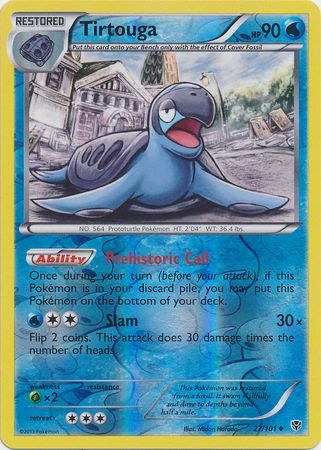 RESTORED
Tirtouga
HP 90
Put this card onto your Bench only with the effect of Cover Fossil
NO. 564 Prototurtle Pokémon HT: 2'04" WT: 36.4 lbs.
Ability Prehistoric Call
Once during your turn (before your attack), if this
Pokémon is in your discard pile, you may put this
Pokémon on the bottom of your deck.
Slam 30×
Flip 2 coins. This attack does 30 damage times the
number of heads.
weakness resistance
×2
retreat
This Pokémon was restored
from a fossil. It swam skillfully
and dove to depths beyond
half a mile.
©2013 Pokémon
Illus. Midori Harada
27/101